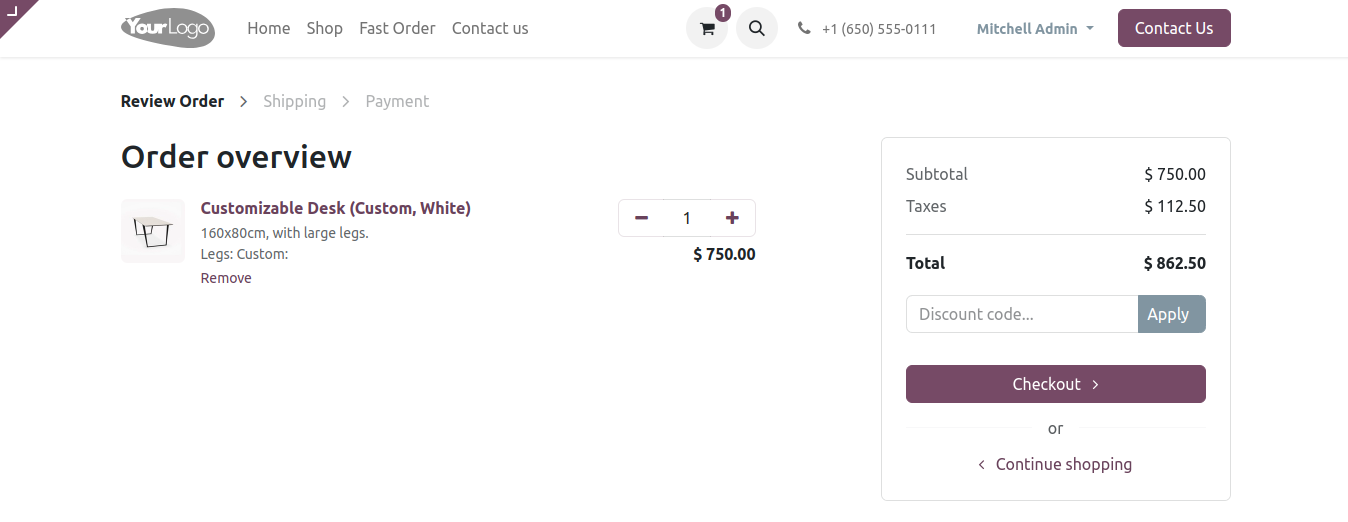 YourLogo Home Shop Fast Order Contact us 1 +1 (650) 555-0111 Mitchell Admin Contact Us
Review Order Shipping Payment
Order overview
Customizable Desk (Custom, White)
160x80cm, with large legs.
Legs: Custom:
Remove
1
$ 750.00
Subtotal $ 750.00
Taxes $ 112.50
Total $ 862.50
Discount code... Apply
Checkout
or
Continue shopping